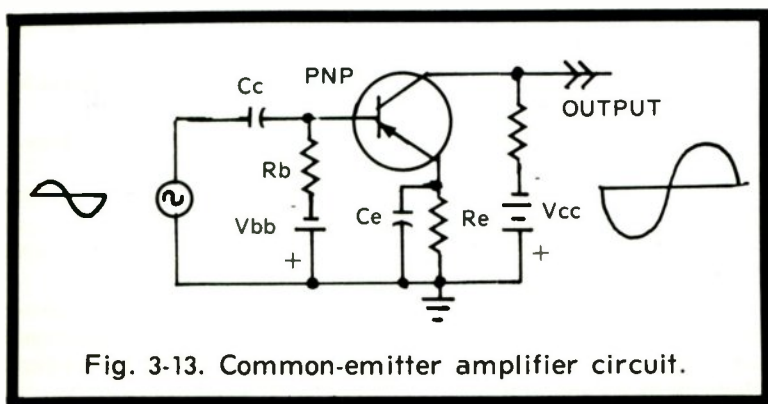 PNP
Cc
OUTPUT
Rb
Vbb
+
Ce
Re
Vcc
+
Fig. 3-13. Common-emitter amplifier circuit.